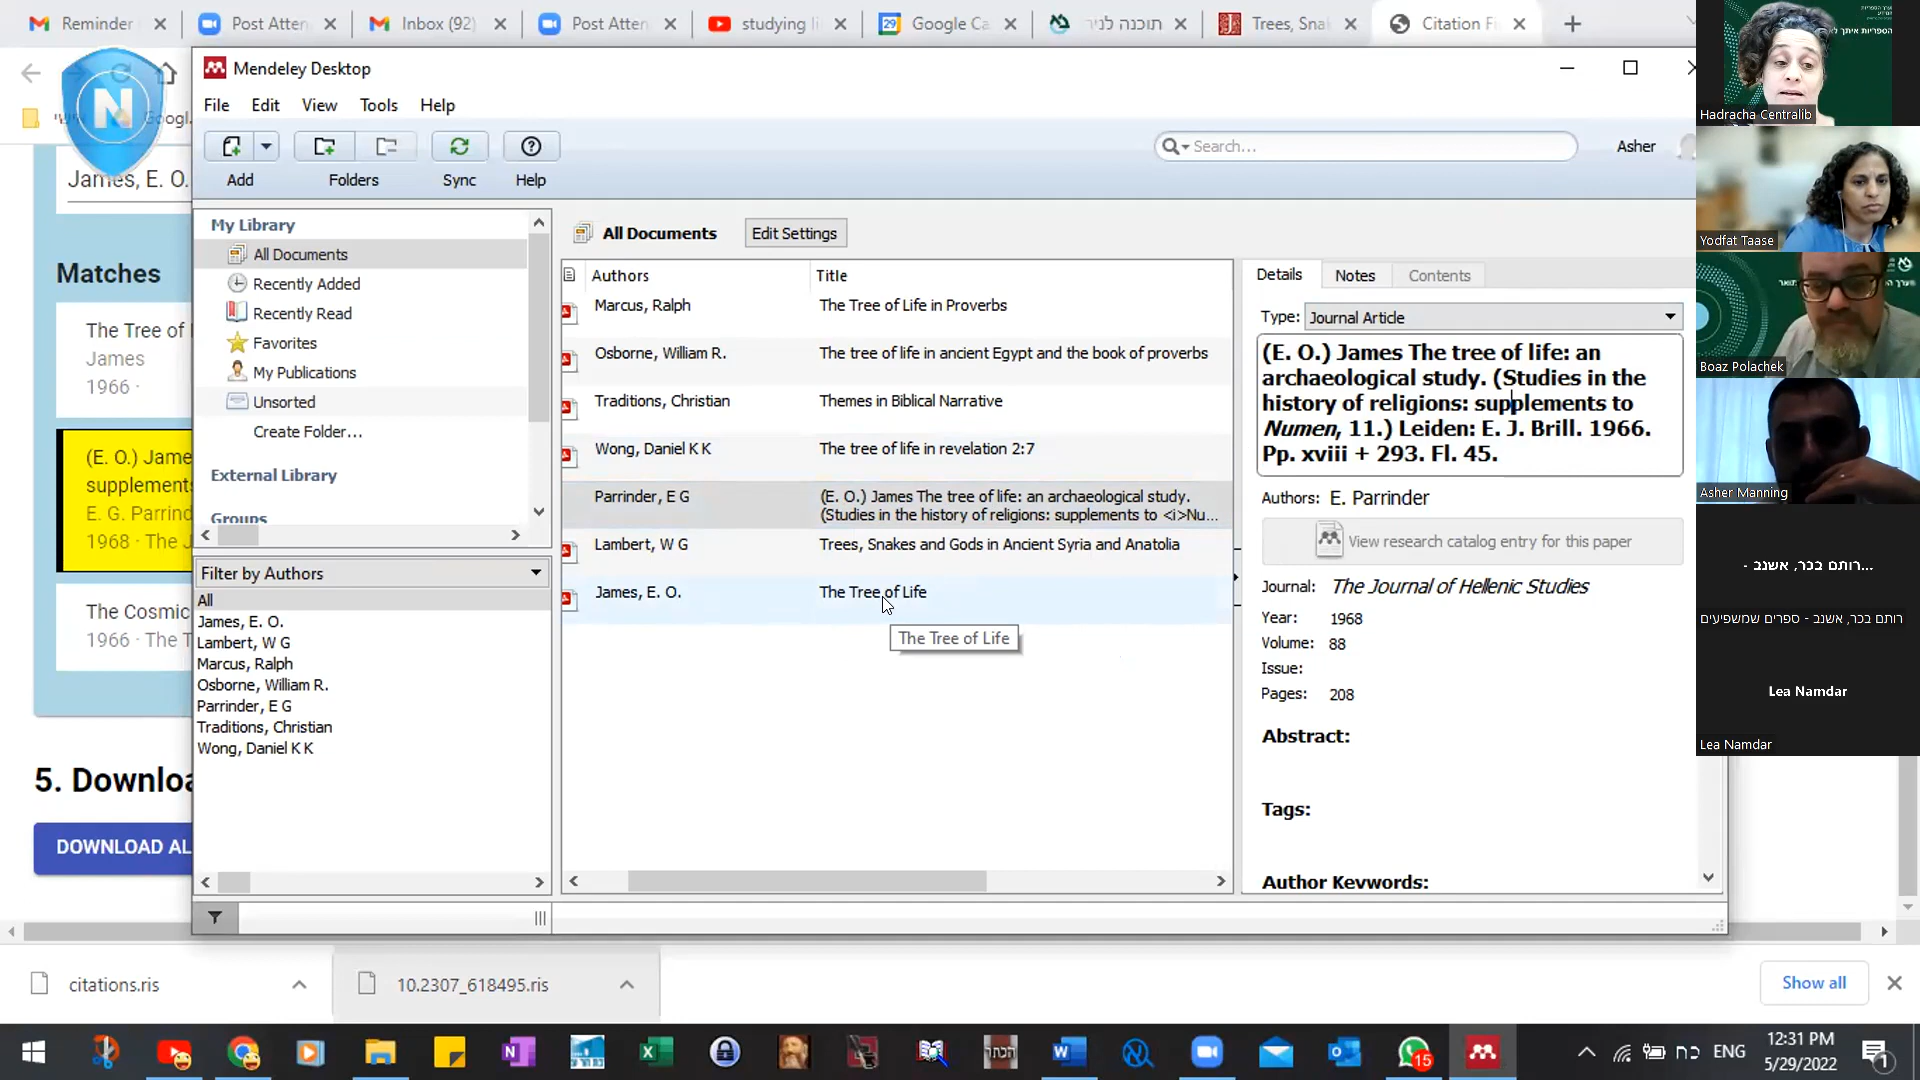 Reminder
Post Atten
Inbox (92)
Post Atten
studying li
Google Ca
תוכנה לניר
Trees, Snak
Citation Fi
Mendeley Desktop
File Edit View Tools Help
Search...
Asher
Add Folders Sync Help
N
Googl
James, E. O.
Matches
The Tree of
James
1966
(E. O.) Jame
supplements
E. G. Parrind
1968 - The J
The Cosmic
1966 - The T
5. Downloa
DOWNLOAD AL
My Library
All Documents
Recently Added
Recently Read
Favorites
My Publications
Unsorted
Create Folder...
External Library
Groups
Filter by Authors
All
James, E. O.
Lambert, W G
Marcus, Ralph
Osborne, William R.
Parrinder, E G
Traditions, Christian
Wong, Daniel K K
All Documents Edit Settings
Authors Title
Marcus, Ralph The Tree of Life in Proverbs
Osborne, William R. The tree of life in ancient Egypt and the book of proverbs
Traditions, Christian Themes in Biblical Narrative
Wong, Daniel K K The tree of life in revelation 2:7
Parrinder, E G (E. O.) James The tree of life: an archaeological study.
(Studies in the history of religions: supplements to <i>Nu...
Lambert, W G Trees, Snakes and Gods in Ancient Syria and Anatolia
James, E. O. The Tree of Life
The Tree of Life
Details Notes Contents
Type: Journal Article
(E. O.) James The tree of life: an
archaeological study. (Studies in the
history of religions: supplements to
Numen, 11.) Leiden: E. J. Brill. 1966.
Pp. xviii + 293. Fl. 45.
Authors: E. Parrinder
View research catalog entry for this paper
Journal: The Journal of Hellenic Studies
Year: 1968
Volume: 88
Issue:
Pages: 208
Abstract:
Tags:
Author Keywords:
Hadracha Centralib
Yodfat Taase
Boaz Polachek
Asher Manning
רותם בכר, אשנב - ...
רותם בכר, אשנב - ספרים שמשפיעים
Lea Namdar
Lea Namdar
citations.ris
10.2307_618495.ris
Show all
הכתר
15
ENG
12:31 PM
5/29/2022
1